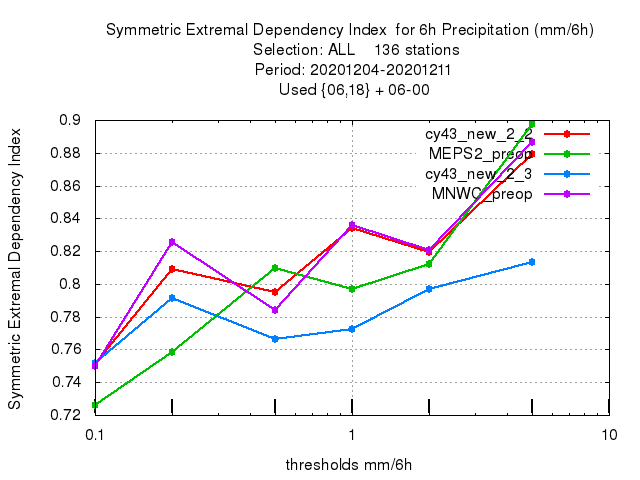 Symmetric Extremal Dependency Index for 6h Precipitation (mm/6h)
Selection: ALL 136 stations
Period: 20201204-20201211
Used {06,18} + 06-00
Symmetric Extremal Dependency Index
0.9
0.88
0.86
0.84
0.82
0.8
0.78
0.76
0.74
0.72
cy43_new_2_2
MEPS2_preop
cy43_new_2_3
MNWC_preop
0.1 1 10
thresholds mm/6h